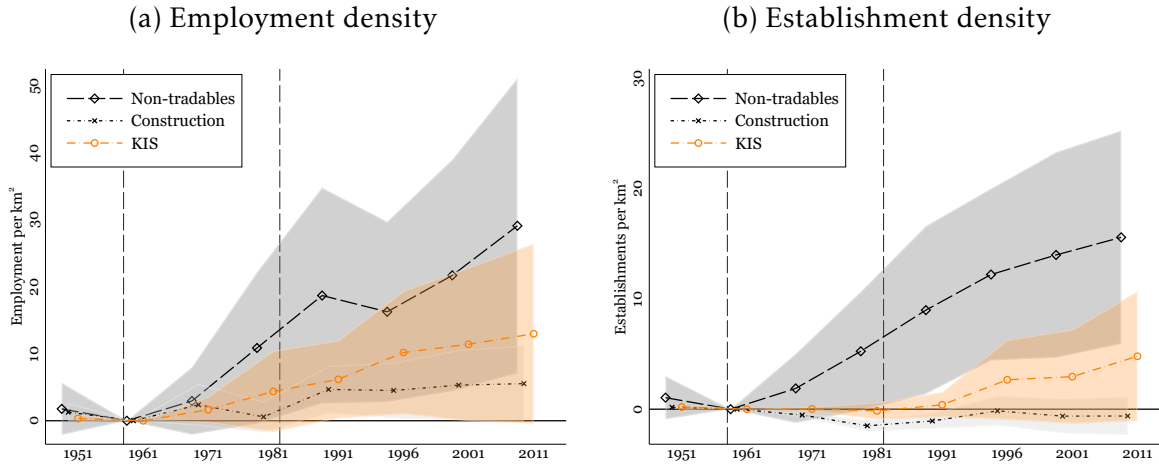 (a) Employment density
Employment per km²
0 10 20 30 40 50
Non-tradables
Construction
KIS
1951 1961 1971 1981 1991 1996 2001 2011
(b) Establishment density
Establishments per km²
0 10 20 30
Non-tradables
Construction
KIS
1951 1961 1971 1981 1991 1996 2001 2011